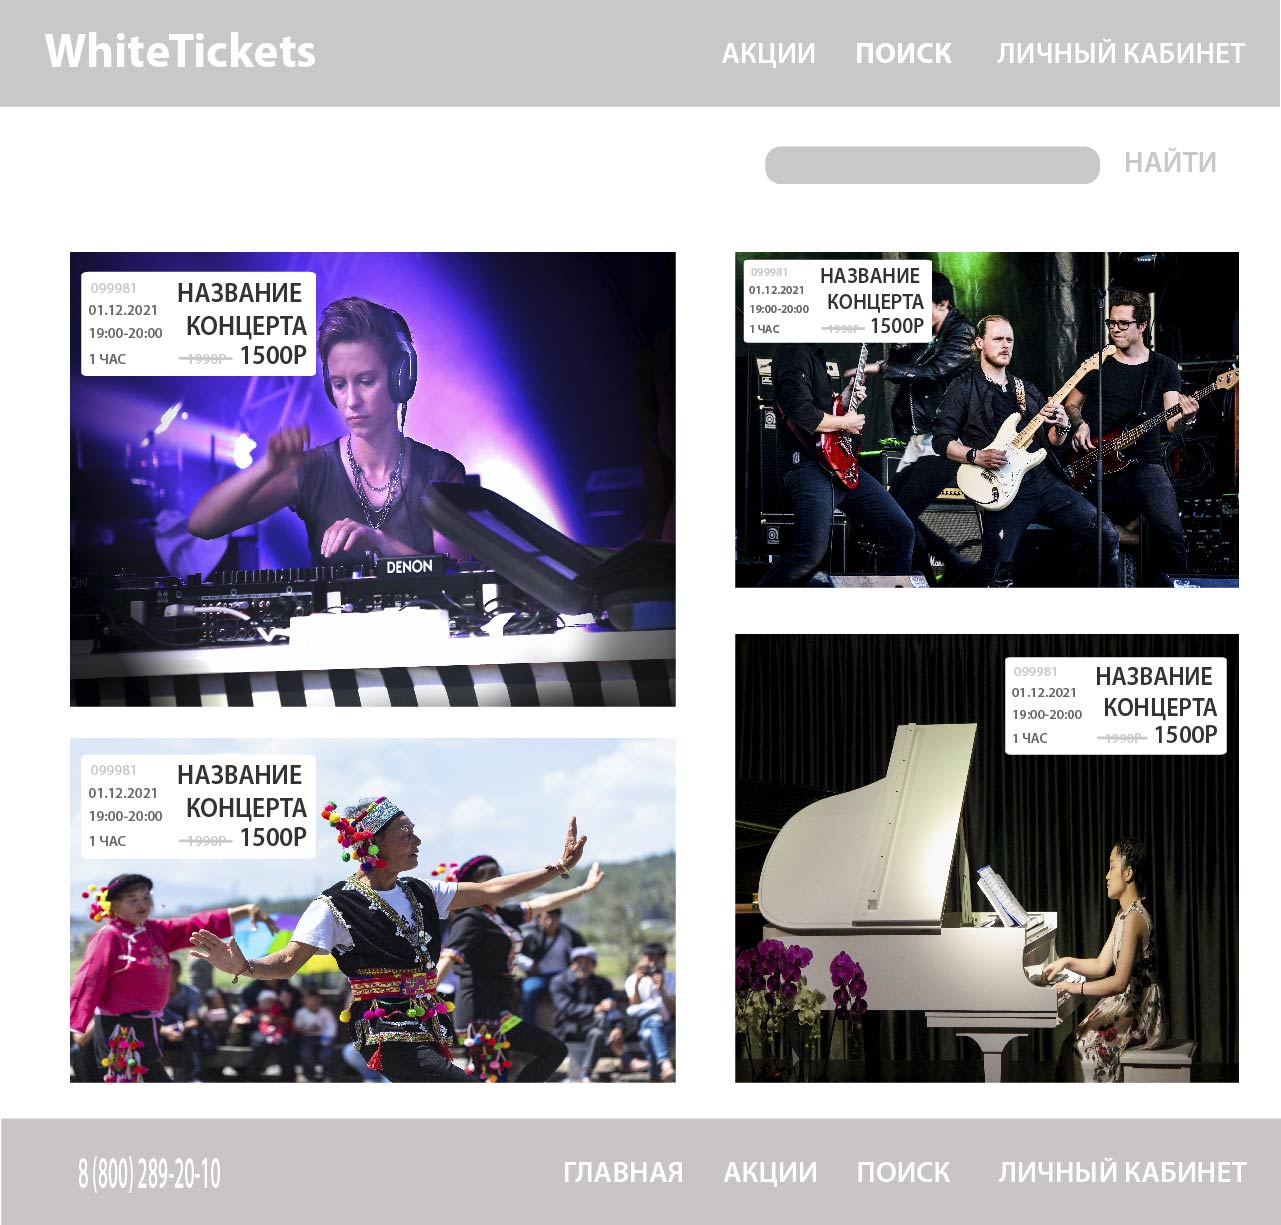 WhiteTickets
АКЦИИ ПОИСК ЛИЧНЫЙ КАБИНЕТ
НАЙТИ
099981
НАЗВАНИЕ
01.12.2021
КОНЦЕРТА
19:00-20:00
1 ЧАС
1990Р 1500Р
DENON
099981
НАЗВАНИЕ
01.12.2021
КОНЦЕРТА
19:00-20:00
1 ЧАС
1990Р 1500Р
099981
НАЗВАНИЕ
01.12.2021
КОНЦЕРТА
19:00-20:00
1 ЧАС
1990Р 1500Р
099981
НАЗВАНИЕ
01.12.2021
КОНЦЕРТА
19:00-20:00
1 ЧАС
1990Р 1500Р
8 (800) 289-20-10
ГЛАВНАЯ АКЦИИ ПОИСК ЛИЧНЫЙ КАБИНЕТ